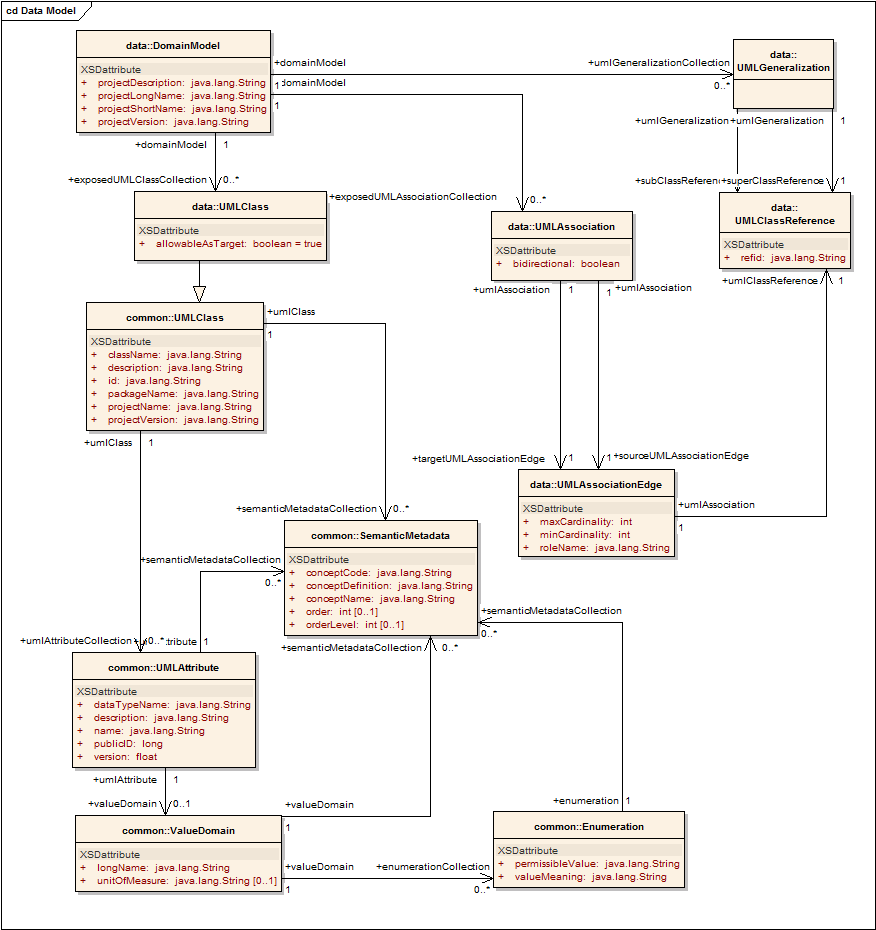 cd Data Model
data::DomainModel
XSDattribute
+ projectDescription: java.lang.String
+ projectLongName: java.lang.String
+ projectShortName: java.lang.String
+ projectVersion: java.lang.String
+domainModel
1
domainModel
1
+umlGeneralizationCollection
0..*
data::
UMLGeneralization
+domainModel 1
+umlGeneralization
+umlGeneralization 1
+exposedUMLClassCollection 0..*
+exposedUMLAssociationCollection 0..*
+subClassReferen
+superClassReference 1
data::UMLClass
XSDattribute
+ allowableAsTarget: boolean = true
data::UMLAssociation
XSDattribute
+ bidirectional: boolean
data::
UMLClassReference
XSDattribute
+ refid: java.lang.String
+umlAssociation 1
1 +umlAssociation
+umlClassReference 1
common::UMLClass
XSDattribute
+ className: java.lang.String
+ description: java.lang.String
+ id: java.lang.String
+ packageName: java.lang.String
+ projectName: java.lang.String
+ projectVersion: java.lang.String
+umlClass
1
+umlClass 1
+targetUMLAssociationEdge 1
1 +sourceUMLAssociationEdge
data::UMLAssociationEdge
XSDattribute
+ maxCardinality: int
+ minCardinality: int
+ roleName: java.lang.String
+umlAssociation
1
+semanticMetadataCollection 0..*
common::SemanticMetadata
XSDattribute
+ conceptCode: java.lang.String
+ conceptDefinition: java.lang.String
+ conceptName: java.lang.String
+ order: int [0..1]
+ orderLevel: int [0..1]
+semanticMetadataCollection
0..*
+semanticMetadataCollection
0..*
+semanticMetadataCollection 0..*
+umlAttributeCollection 0..*
tribute 1
common::UMLAttribute
XSDattribute
+ dataTypeName: java.lang.String
+ description: java.lang.String
+ name: java.lang.String
+ publicID: long
+ version: float
+umlAttribute 1
+valueDomain 0..1
+valueDomain
1
+enumeration 1
common::ValueDomain
XSDattribute
+ longName: java.lang.String
+ unitOfMeasure: java.lang.String [0..1]
+valueDomain
1
+enumerationCollection
0..*
common::Enumeration
XSDattribute
+ permissibleValue: java.lang.String
+ valueMeaning: java.lang.String